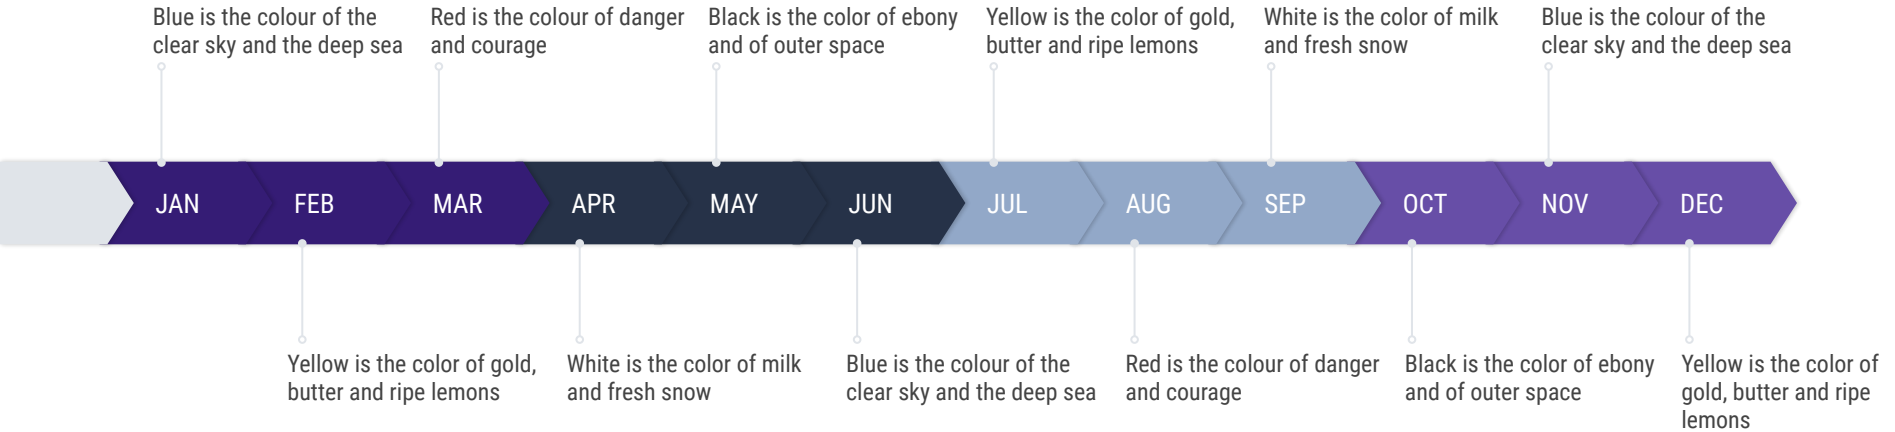 Blue is the colour of the
clear sky and the deep sea
Red is the colour of danger
and courage
Black is the color of ebony
and of outer space
Yellow is the color of gold,
butter and ripe lemons
White is the color of milk
and fresh snow
Blue is the colour of the
clear sky and the deep sea
JAN
FEB
MAR
APR
MAY
JUN
JUL
AUG
SEP
OCT
NOV
DEC
Yellow is the color of gold,
butter and ripe lemons
White is the color of milk
and fresh snow
Blue is the colour of the
clear sky and the deep sea
Red is the colour of danger
and courage
Black is the color of ebony
and of outer space
Yellow is the color of
gold, butter and ripe
lemons